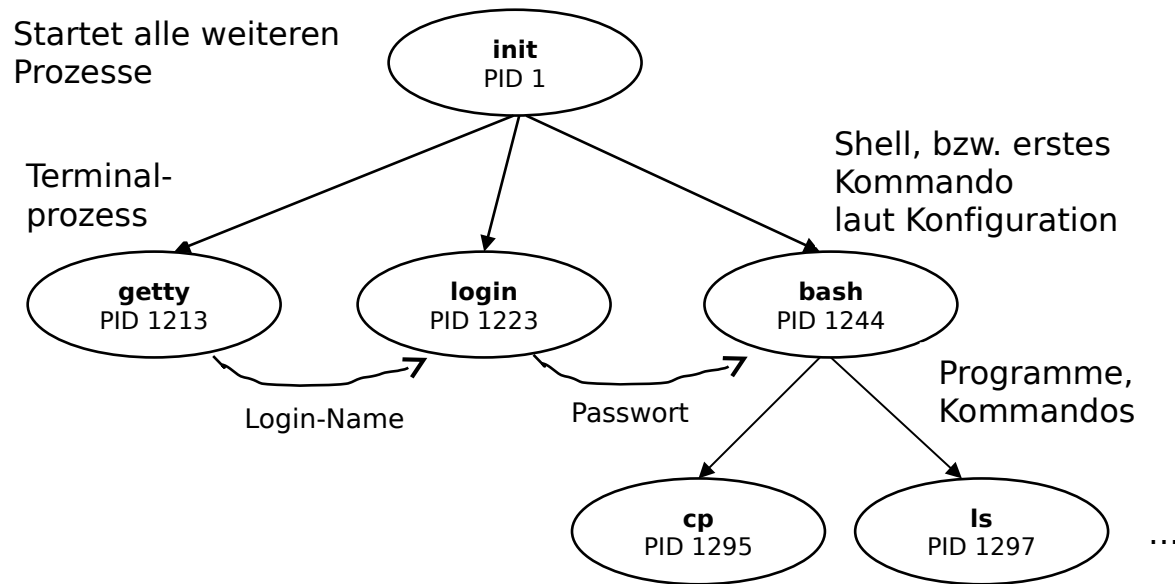 Startet alle weiteren
Prozesse
init
PID 1
Terminal-
prozess
Shell, bzw. erstes
Kommando
laut Konfiguration
getty
PID 1213
login
PID 1223
bash
PID 1244
Login-Name
Passwort
Programme,
Kommandos
cp
PID 1295
ls
PID 1297
...